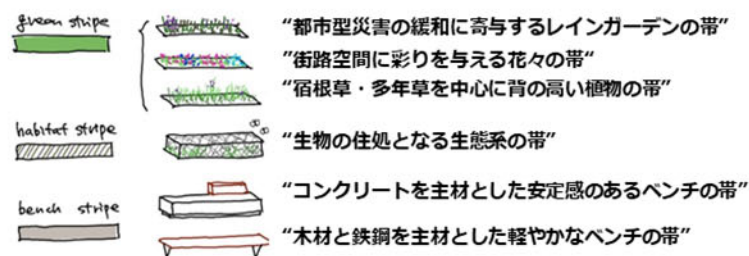 green stripe
“都市型災害の緩和に寄与するレインガーデンの帯”
”街路空間に彩りを与える花々の帯“
“宿根草・多年草を中心に背の高い植物の帯”
habitat stripe
“生物の住処となる生態系の帯”
bench stripe
“コンクリートを主材とした安定感のあるベンチの帯”
“木材と鉄鋼を主材とした軽やかなベンチの帯”